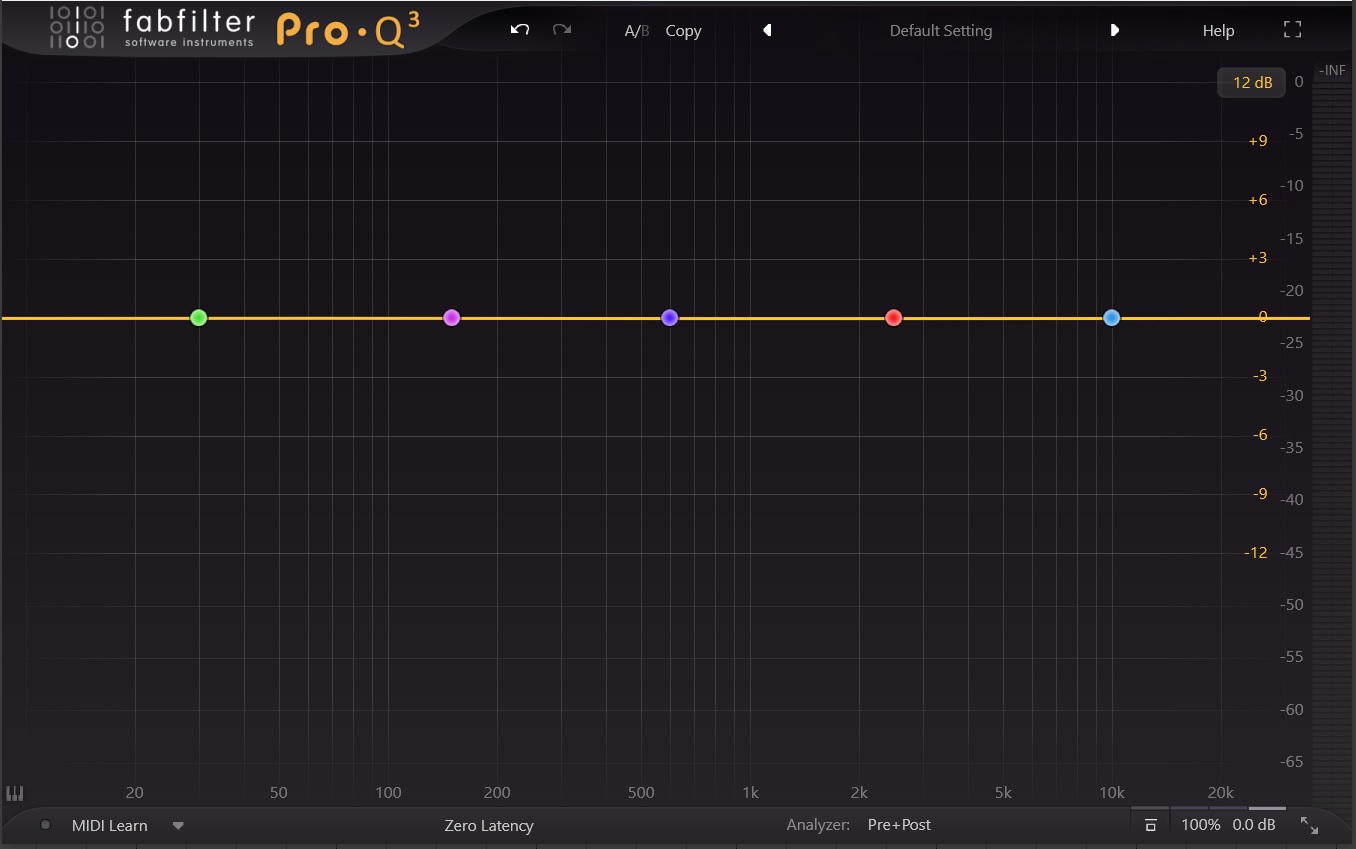 fabfilter
software instruments
Pro·Q³
A/B Copy
Default Setting
Help
12 dB
0
-INF
+9
-5
+6
-10
+3
-15
-20
0
-25
-3
-30
-6
-35
-9
-40
-12
-45
-50
-55
-60
-65
20 50 100 200 500 1k 2k 5k 10k 20k
MIDI Learn
Zero Latency
Analyzer: Pre+Post
100% 0.0 dB